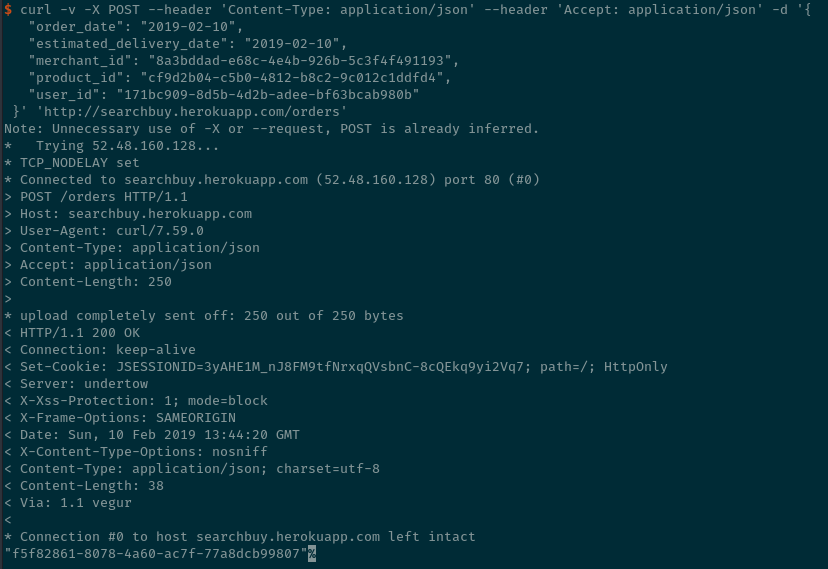 $ curl -v -X POST --header 'Content-Type: application/json' --header 'Accept: application/json' -d '{
   "order_date": "2019-02-10",
   "estimated_delivery_date": "2019-02-10",
   "merchant_id": "8a3bddad-e68c-4e4b-926b-5c3f4f491193",
   "product_id": "cf9d2b04-c5b0-4812-b8c2-9c012c1ddfd4",
   "user_id": "171bc909-8d5b-4d2b-adee-bf63bcab980b"
 }' 'http://searchbuy.herokuapp.com/orders'
Note: Unnecessary use of -X or --request, POST is already inferred.
*   Trying 52.48.160.128...
* TCP_NODELAY set
* Connected to searchbuy.herokuapp.com (52.48.160.128) port 80 (#0)
> POST /orders HTTP/1.1
> Host: searchbuy.herokuapp.com
> User-Agent: curl/7.59.0
> Content-Type: application/json
> Accept: application/json
> Content-Length: 250
>
* upload completely sent off: 250 out of 250 bytes
< HTTP/1.1 200 OK
< Connection: keep-alive
< Set-Cookie: JSESSIONID=3yAHE1M_nJ8FM9tfNrxqQVsbnC-8cQEkq9yi2Vq7; path=/; HttpOnly
< Server: undertow
< X-Xss-Protection: 1; mode=block
< X-Frame-Options: SAMEORIGIN
< Date: Sun, 10 Feb 2019 13:44:20 GMT
< X-Content-Type-Options: nosniff
< Content-Type: application/json; charset=utf-8
< Content-Length: 38
< Via: 1.1 vegur
<
* Connection #0 to host searchbuy.herokuapp.com left intact
"f5f82861-8078-4a60-ac7f-77a8dcb99807"%